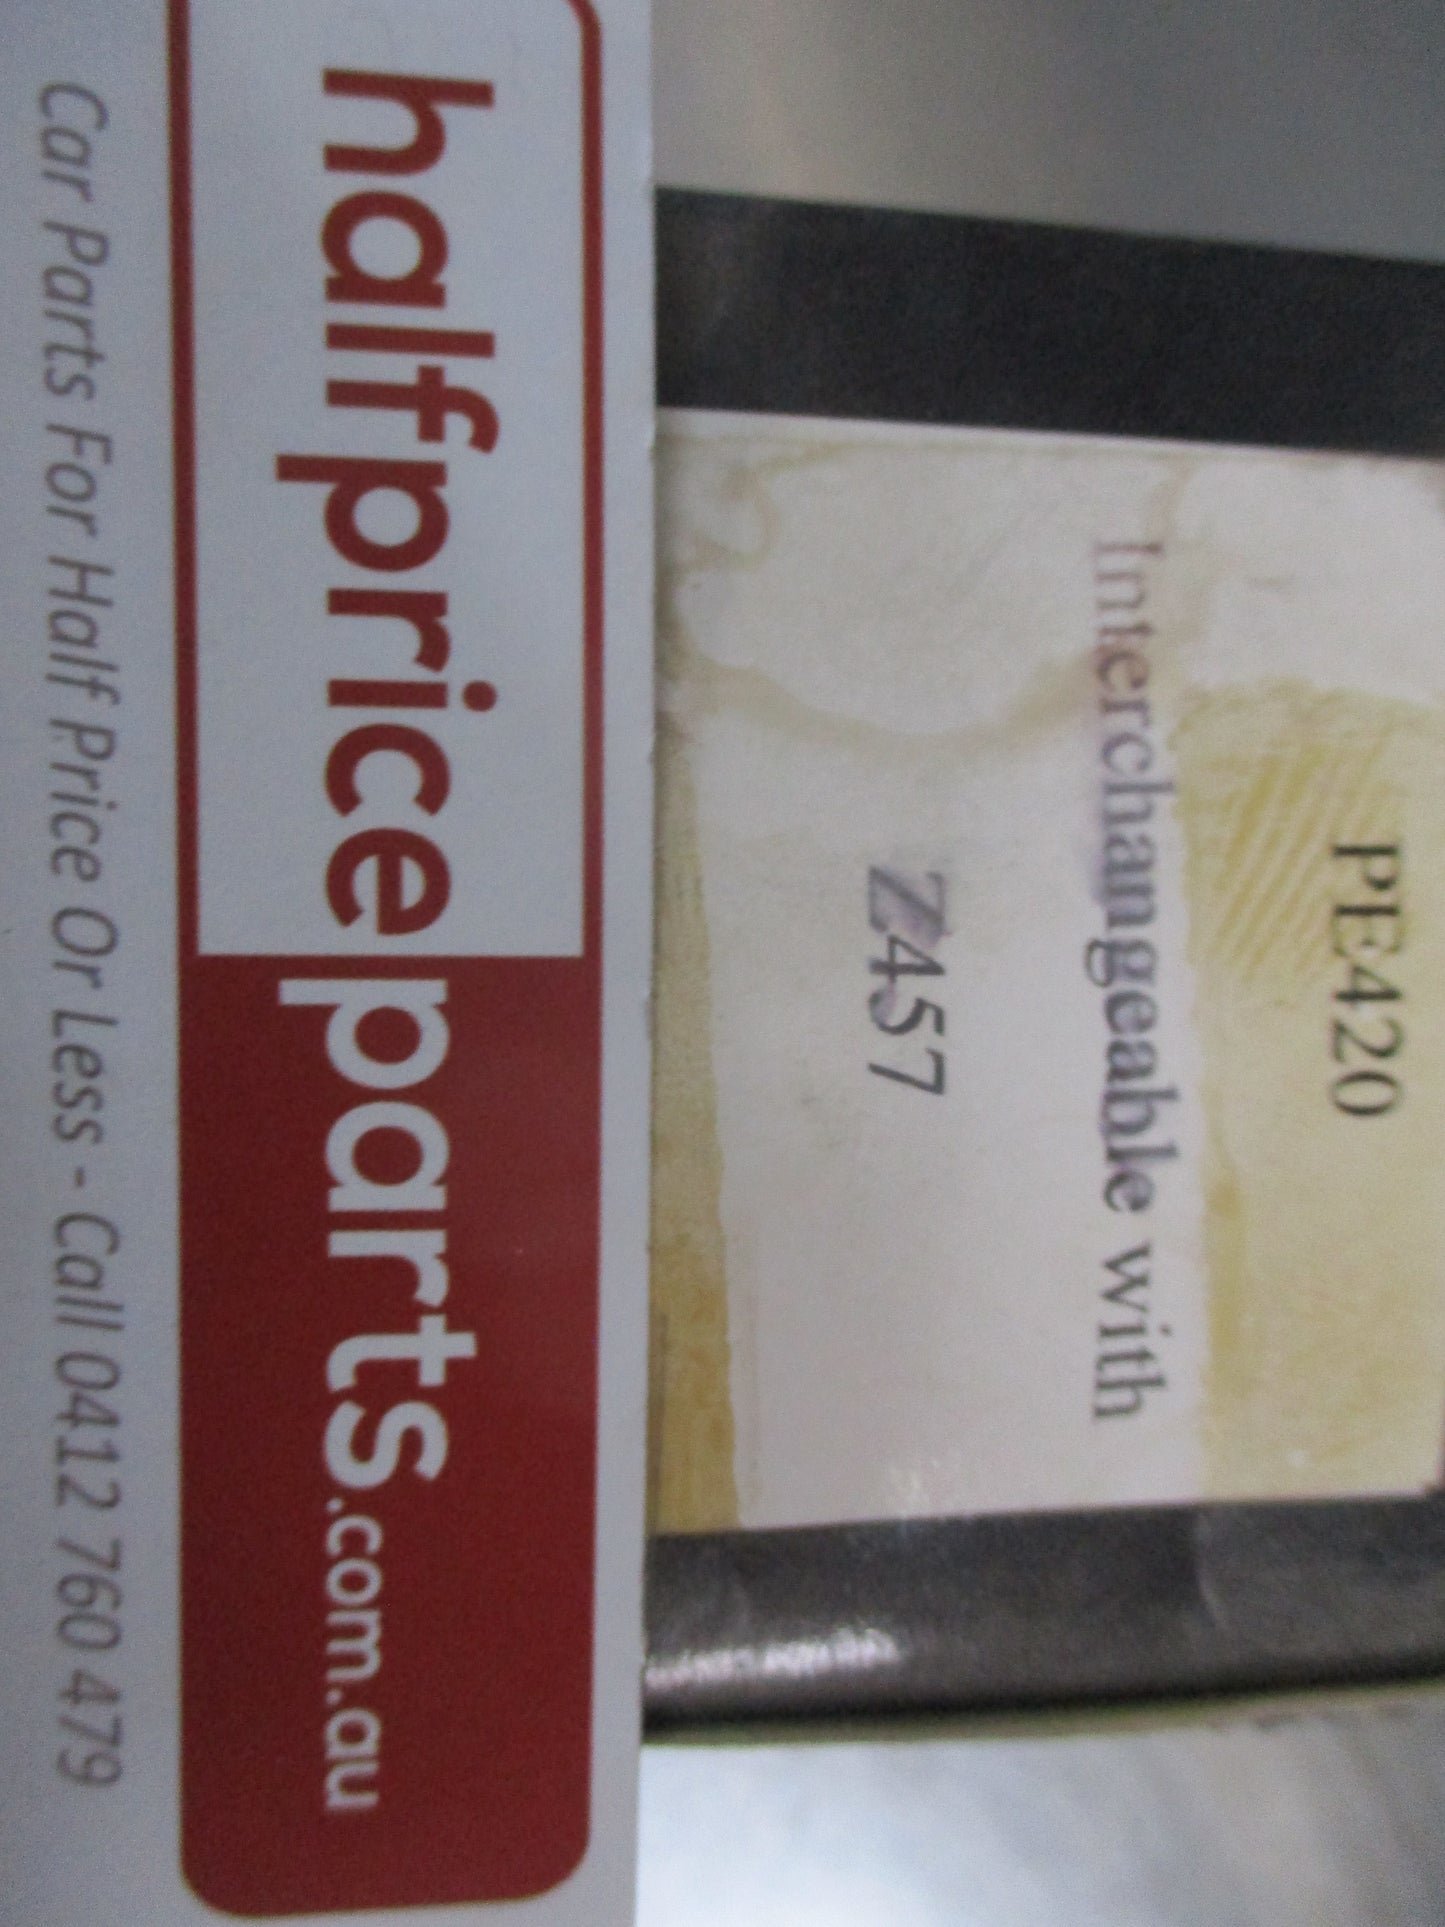 PE420
Interchangeable with
Z457
halfpriceparts.com.au
Car Parts For Half Price Or Less - Call 0412 760 479